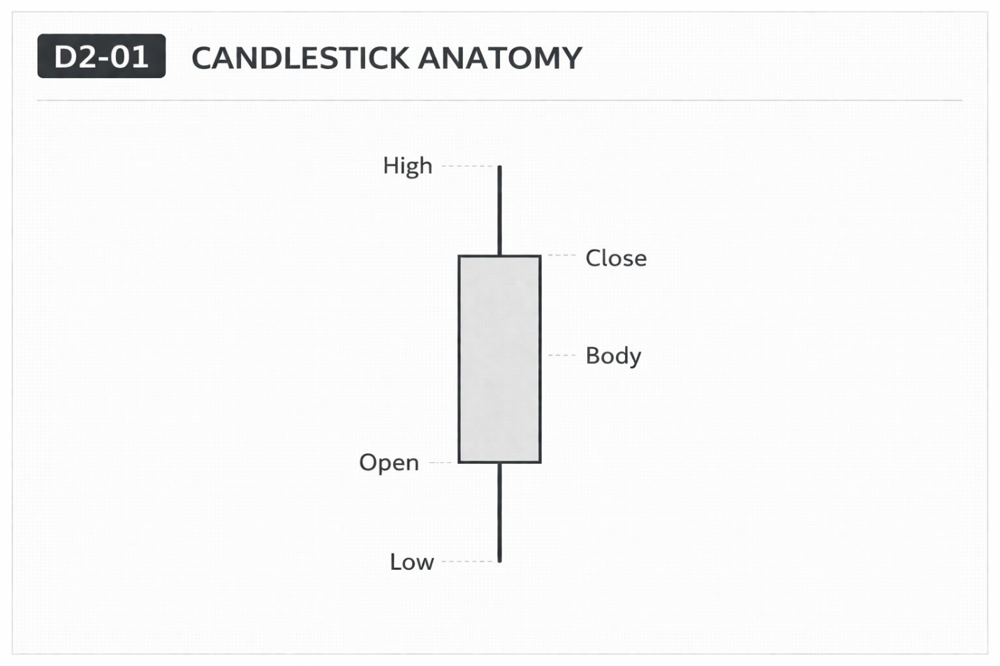 D2-01 CANDLESTICK ANATOMY
High
Close
Body
Open
Low